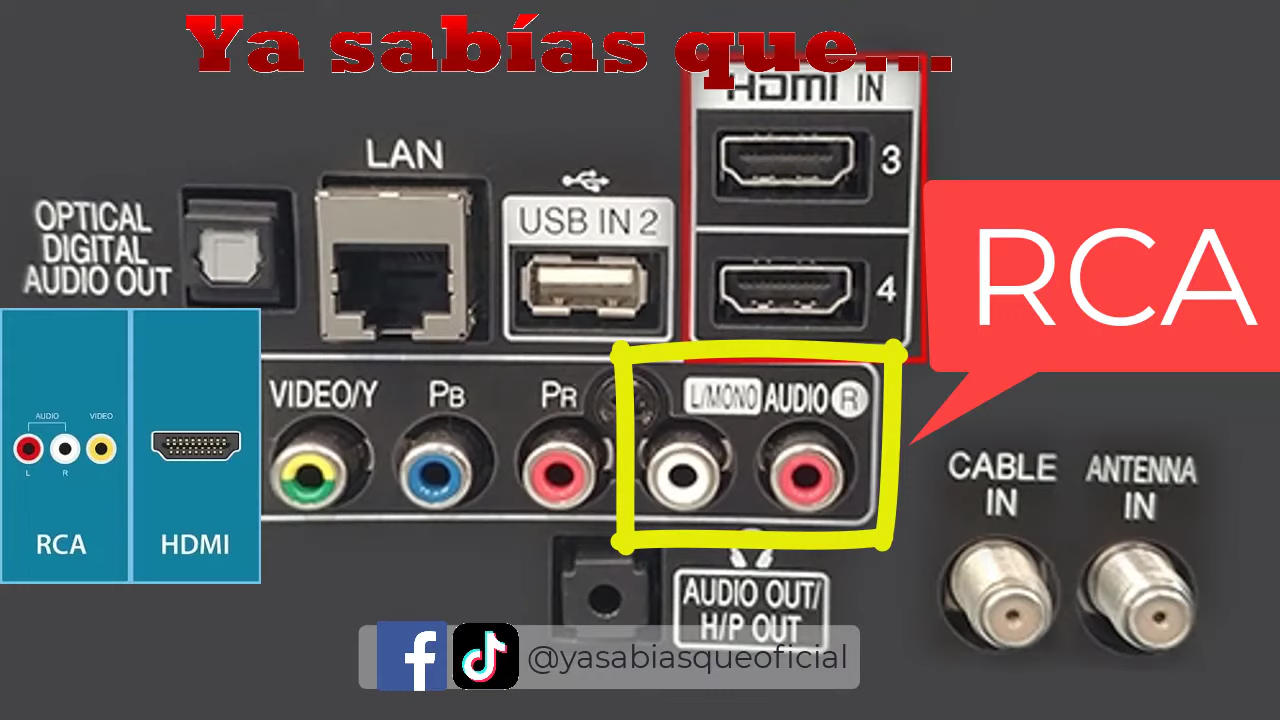 Ya sabías que...
HDMI IN
LAN
3
OPTICAL
DIGITAL
AUDIO OUT
USB IN 2
RCA
4
VIDEO/Y
PB
PR
L/MONO AUDIO R
AUDIO
VIDEO
L
R
RCA
HDMI
CABLE
IN
ANTENNA
IN
AUDIO OUT/
H/P OUT
@yasabiasqueoficial